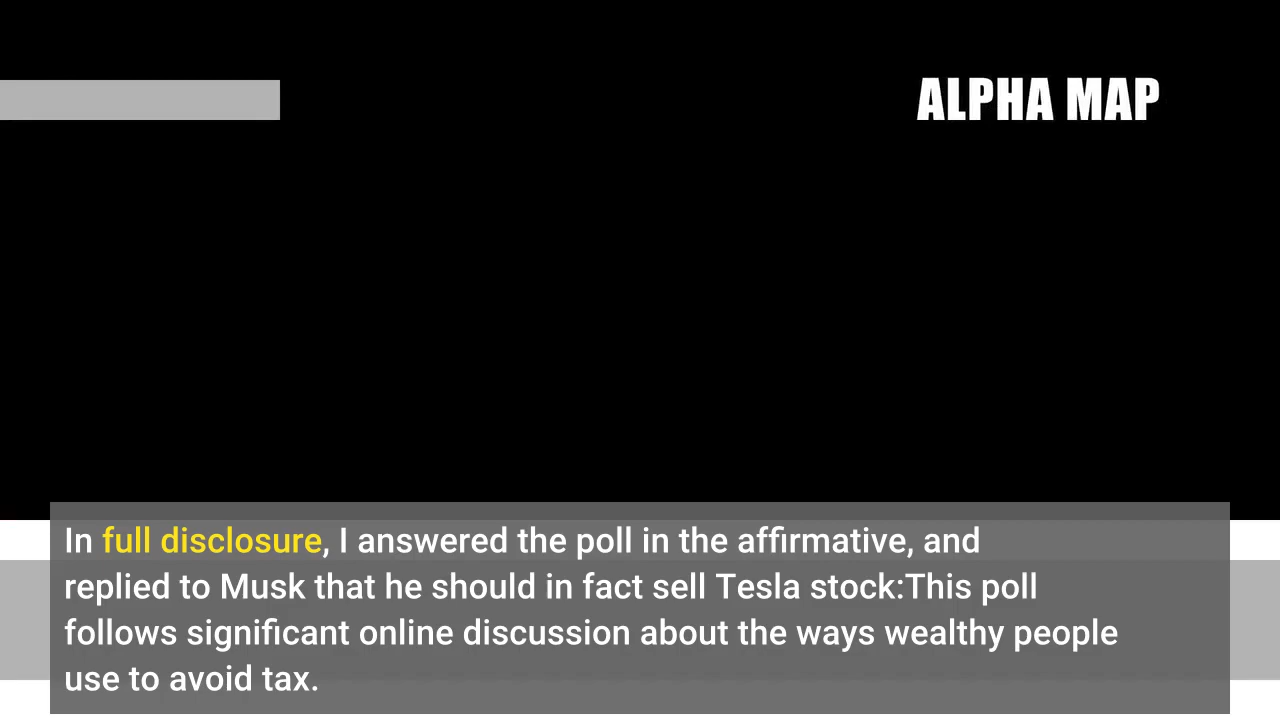 ALPHA MAP
In full disclosure, I answered the poll in the affirmative, and
replied to Musk that he should in fact sell Tesla stock:This poll
follows significant online discussion about the ways wealthy people
use to avoid tax.